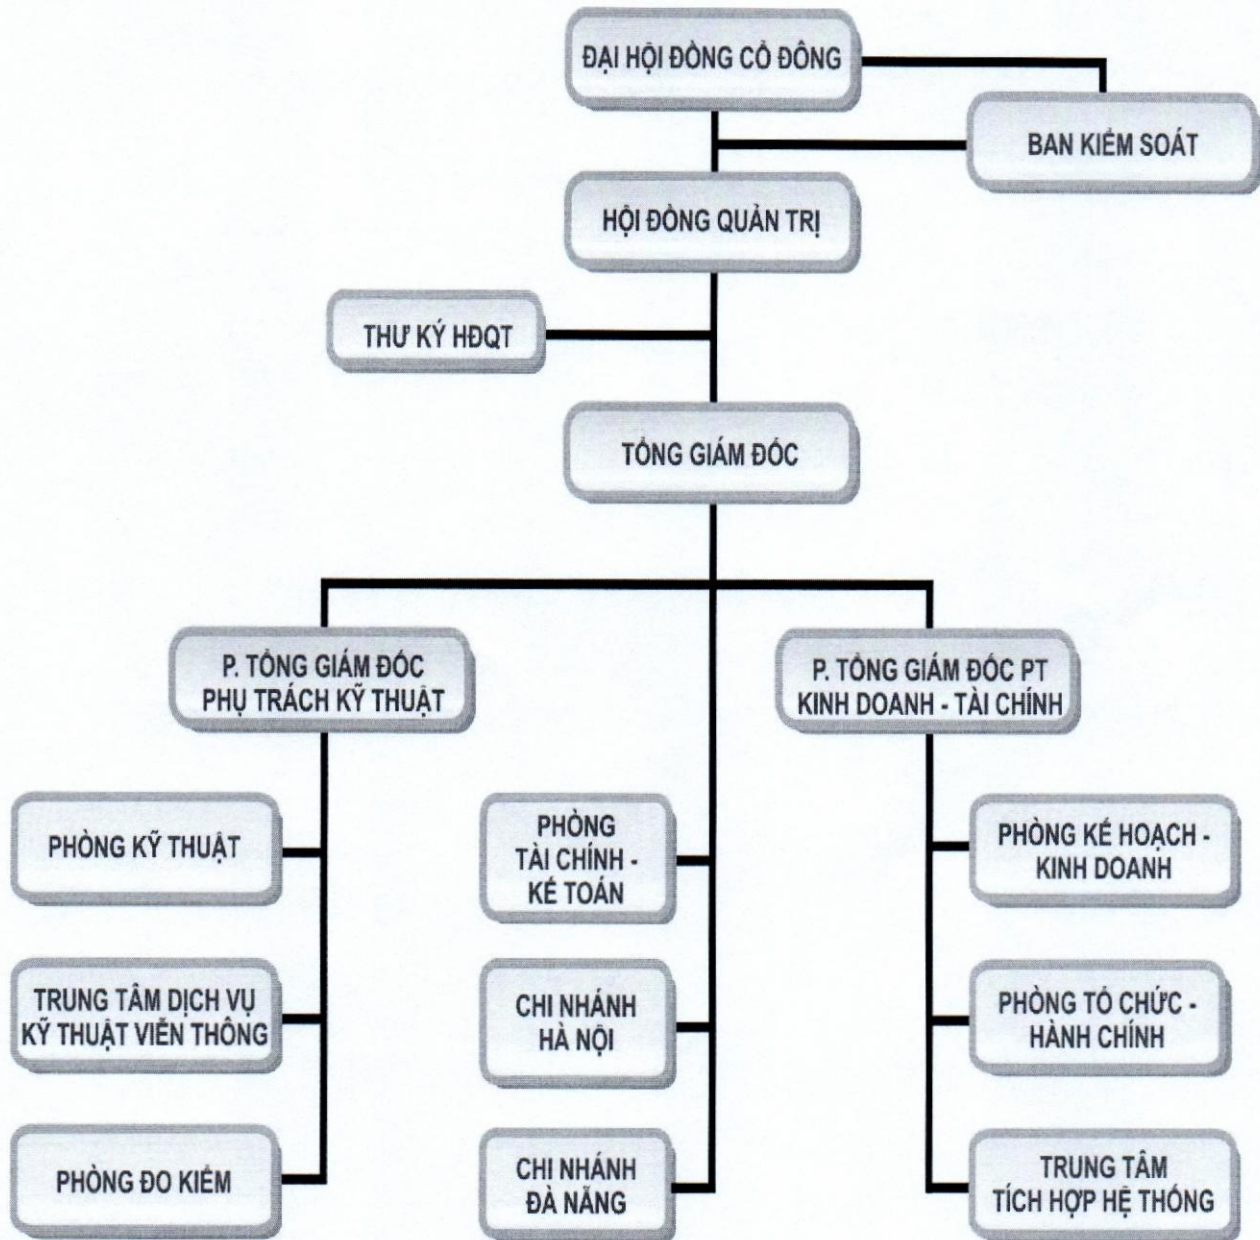 ĐẠI HỘI ĐỒNG CỔ ĐÔNG
BAN KIỂM SOÁT
HỘI ĐỒNG QUẢN TRỊ
THƯ KÝ HĐQT
TỔNG GIÁM ĐỐC
P. TỔNG GIÁM ĐỐC
PHỤ TRÁCH KỸ THUẬT
P. TỔNG GIÁM ĐỐC PT
KINH DOANH - TÀI CHÍNH
PHÒNG KỸ THUẬT
PHÒNG
TÀI CHÍNH -
KẾ TOÁN
PHÒNG KẾ HOẠCH -
KINH DOANH
TRUNG TÂM DỊCH VỤ
KỸ THUẬT VIỄN THÔNG
CHI NHÁNH
HÀ NỘI
PHÒNG TỔ CHỨC -
HÀNH CHÍNH
PHÒNG ĐO KIỂM
CHI NHÁNH
ĐÀ NẴNG
TRUNG TÂM
TÍCH HỢP HỆ THỐNG